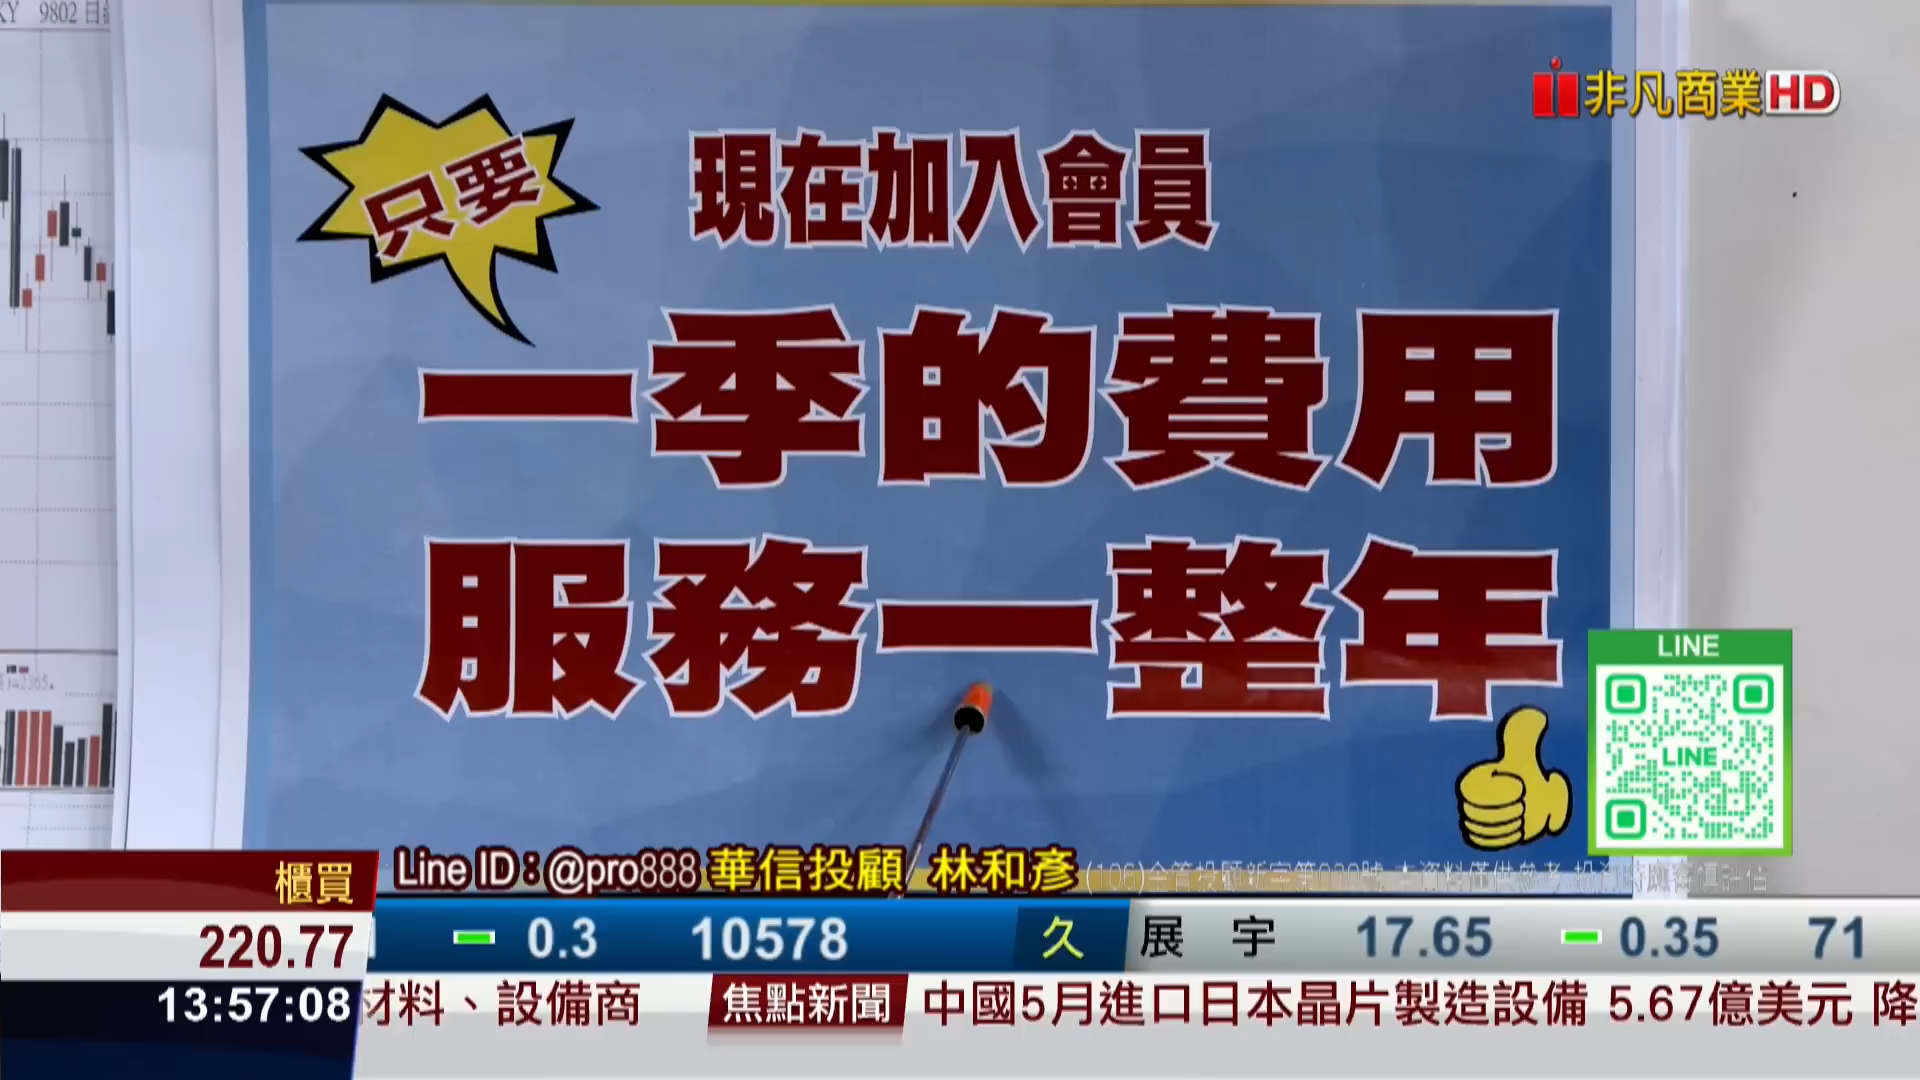 9802 日
非凡商業HD
只要
現在加入會員
一季的費用
服務一整年
LINE
LINE
Line ID：@pro888 華信投顧 林和彥
櫃買
220.77
0.3 10578 久 展 宇 17.65 0.35 71
13:57:08
材料、設備商 焦點新聞 中國5月進口日本晶片製造設備 5.67億美元 降